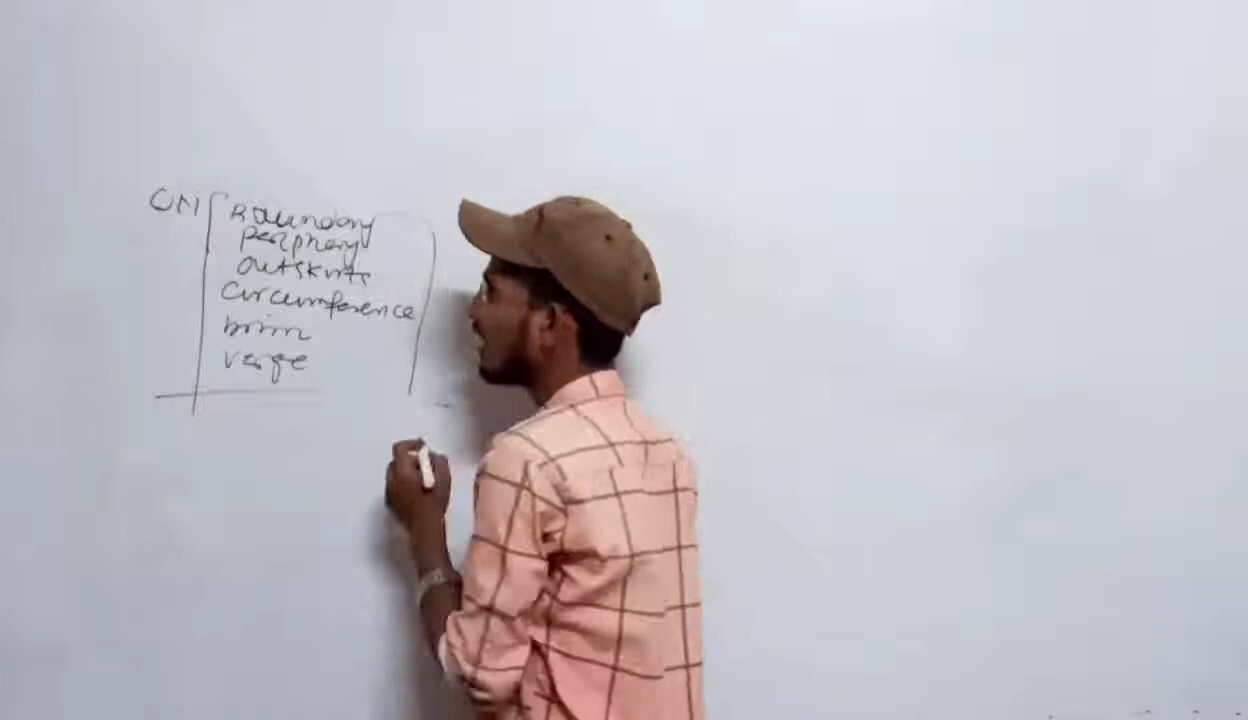 ON Boundary
periphery
outskirts
circumference
brim
verge